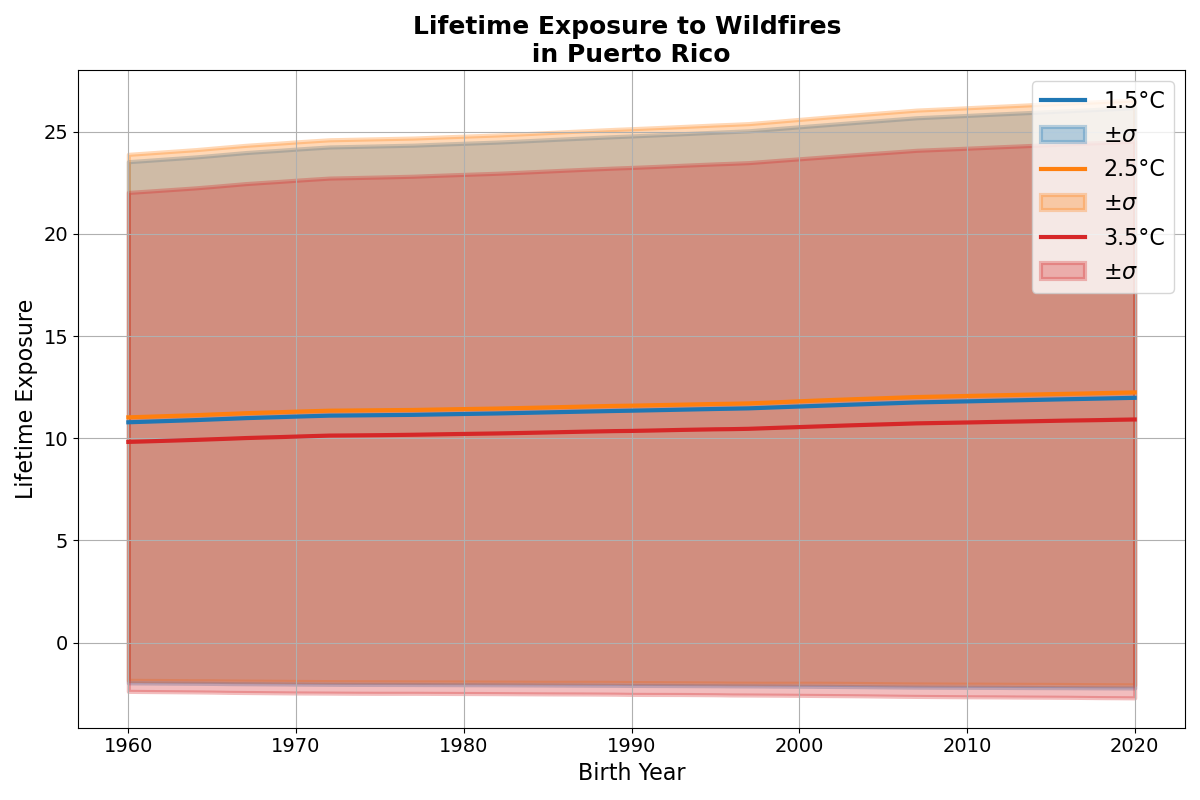 Lifetime Exposure to Wildfires
in Puerto Rico
Lifetime Exposure
25
20
15
10
5
0
1960 1970 1980 1990 2000 2010 2020
Birth Year
1.5°C
±σ
2.5°C
±σ
3.5°C
±σ